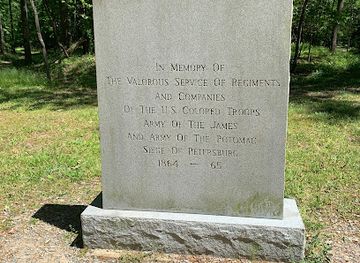 In Memory Of
The Valorous Service Of Regiments
And Companies
Of The U.S. Colored Troops
Army Of The James
And Army Of The Potomac
Siege Of Petersburg
1864 — 65